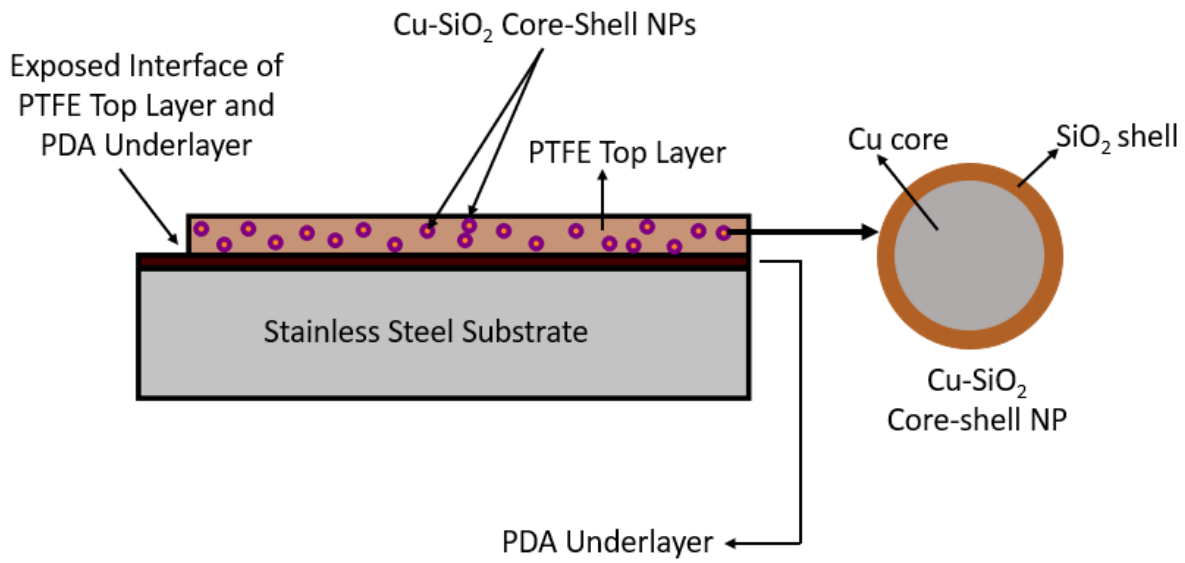 Cu-SiO₂ Core-Shell NPs
Exposed Interface of
PTFE Top Layer and
PDA Underlayer
PTFE Top Layer
Cu core
SiO₂ shell
Stainless Steel Substrate
Cu-SiO₂
Core-shell NP
PDA Underlayer